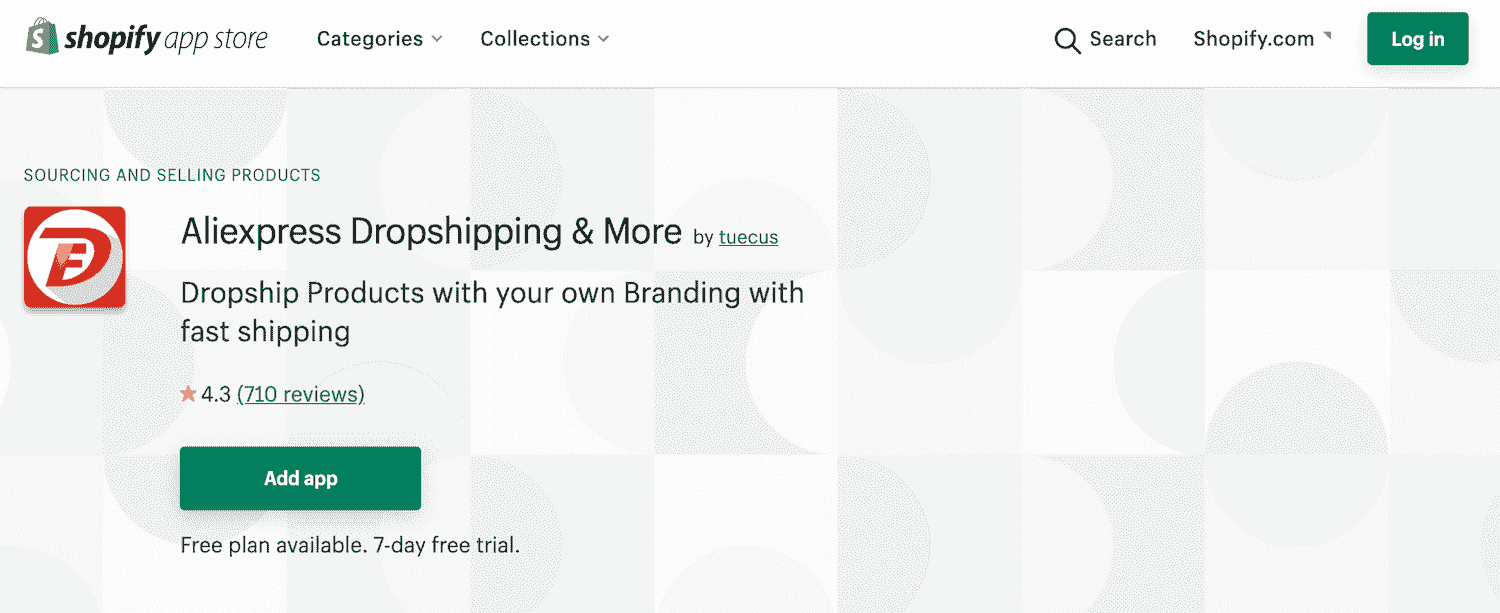 shopify app store Categories Collections Search Shopify.com Log in
SOURCING AND SELLING PRODUCTS
Aliexpress Dropshipping & More by tuecus
Dropship Products with your own Branding with
fast shipping
4.3 (710 reviews)
Add app
Free plan available. 7-day free trial.